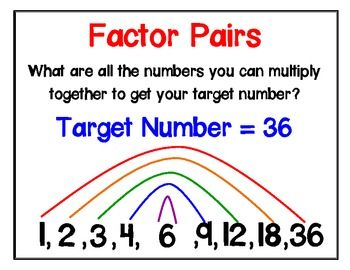 Factor Pairs
What are all the numbers you can multiply
together to get your target number?
Target Number = 36
1, 2 ,3 ,4, 6 ,9, 12, 18, 36